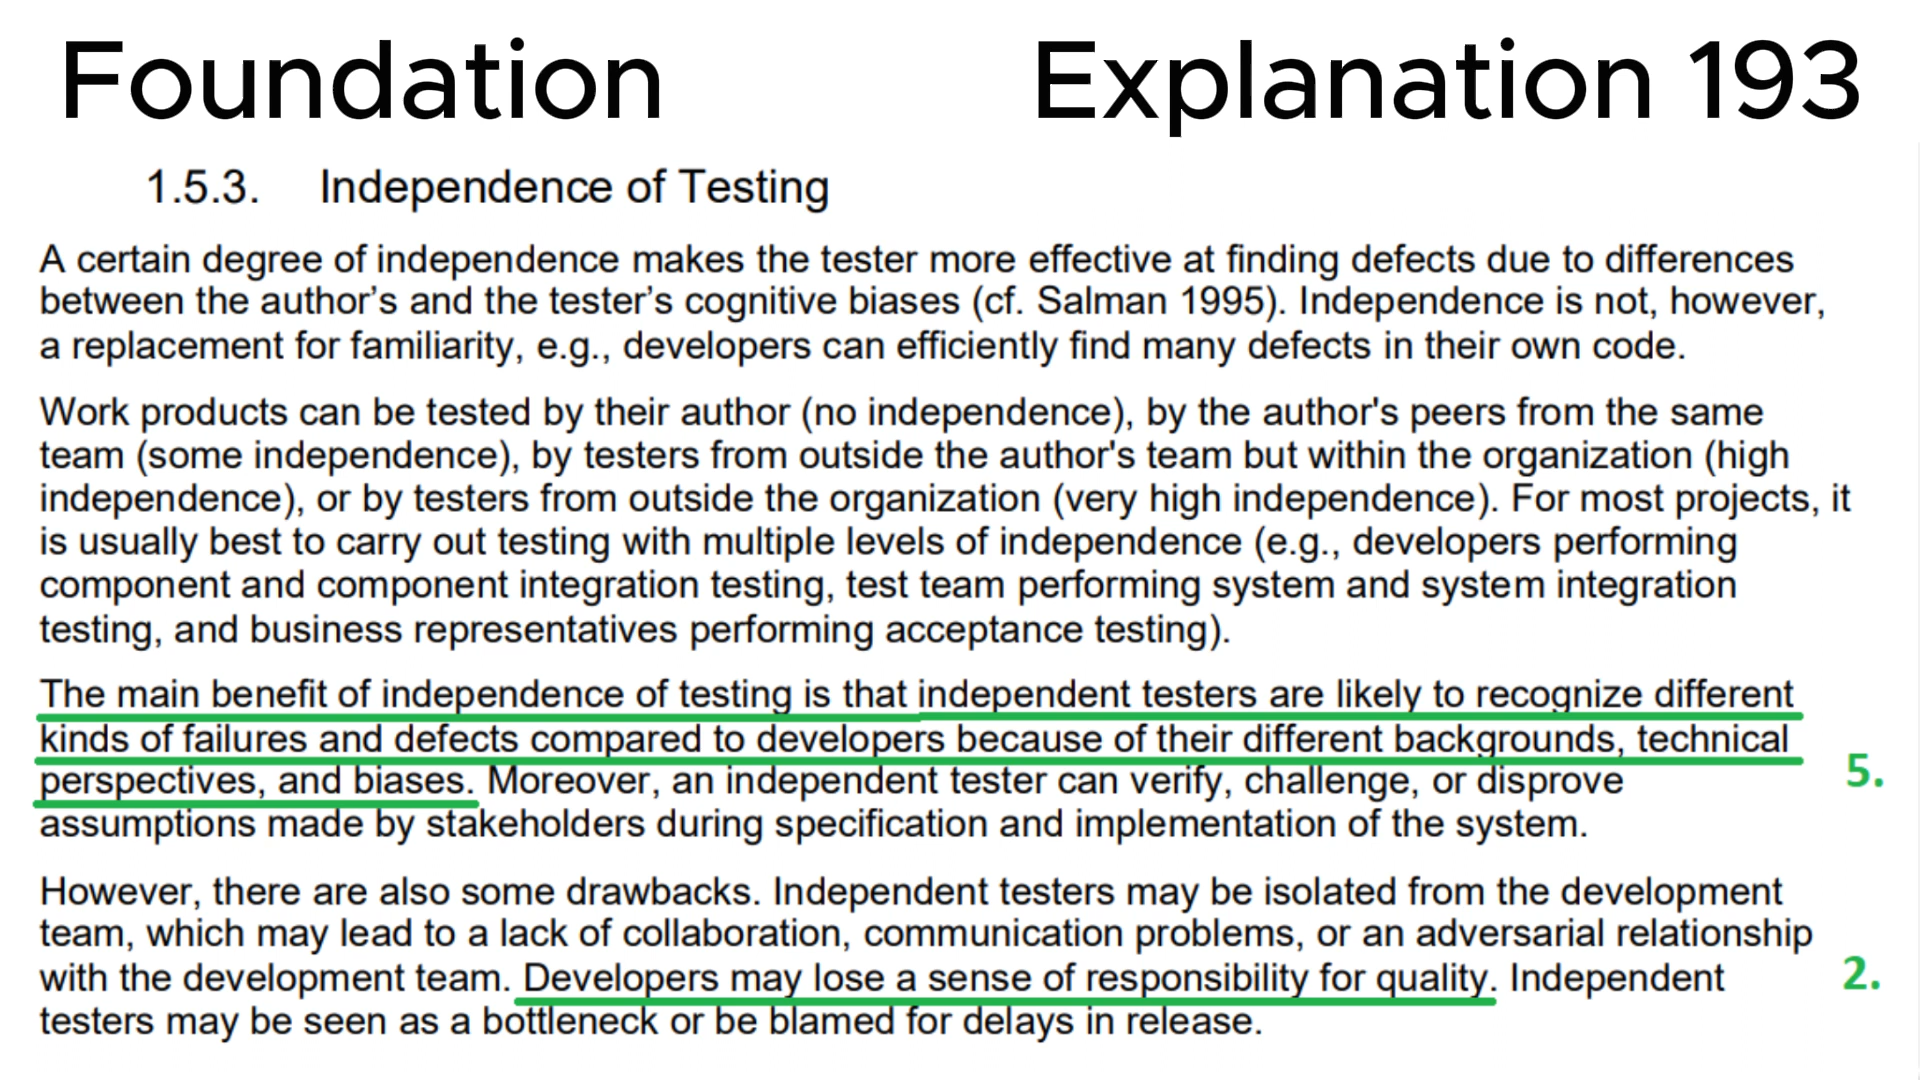 Foundation
Explanation 193
1.5.3. Independence of Testing
A certain degree of independence makes the tester more effective at finding defects due to differences
between the author's and the tester's cognitive biases (cf. Salman 1995). Independence is not, however,
a replacement for familiarity, e.g., developers can efficiently find many defects in their own code.
Work products can be tested by their author (no independence), by the author's peers from the same
team (some independence), by testers from outside the author's team but within the organization (high
independence), or by testers from outside the organization (very high independence). For most projects, it
is usually best to carry out testing with multiple levels of independence (e.g., developers performing
component and component integration testing, test team performing system and system integration
testing, and business representatives performing acceptance testing).
The main benefit of independence of testing is that independent testers are likely to recognize different
kinds of failures and defects compared to developers because of their different backgrounds, technical
perspectives, and biases. Moreover, an independent tester can verify, challenge, or disprove
5.
assumptions made by stakeholders during specification and implementation of the system.
However, there are also some drawbacks. Independent testers may be isolated from the development
team, which may lead to a lack of collaboration, communication problems, or an adversarial relationship
with the development team. Developers may lose a sense of responsibility for quality. Independent
2.
testers may be seen as a bottleneck or be blamed for delays in release.